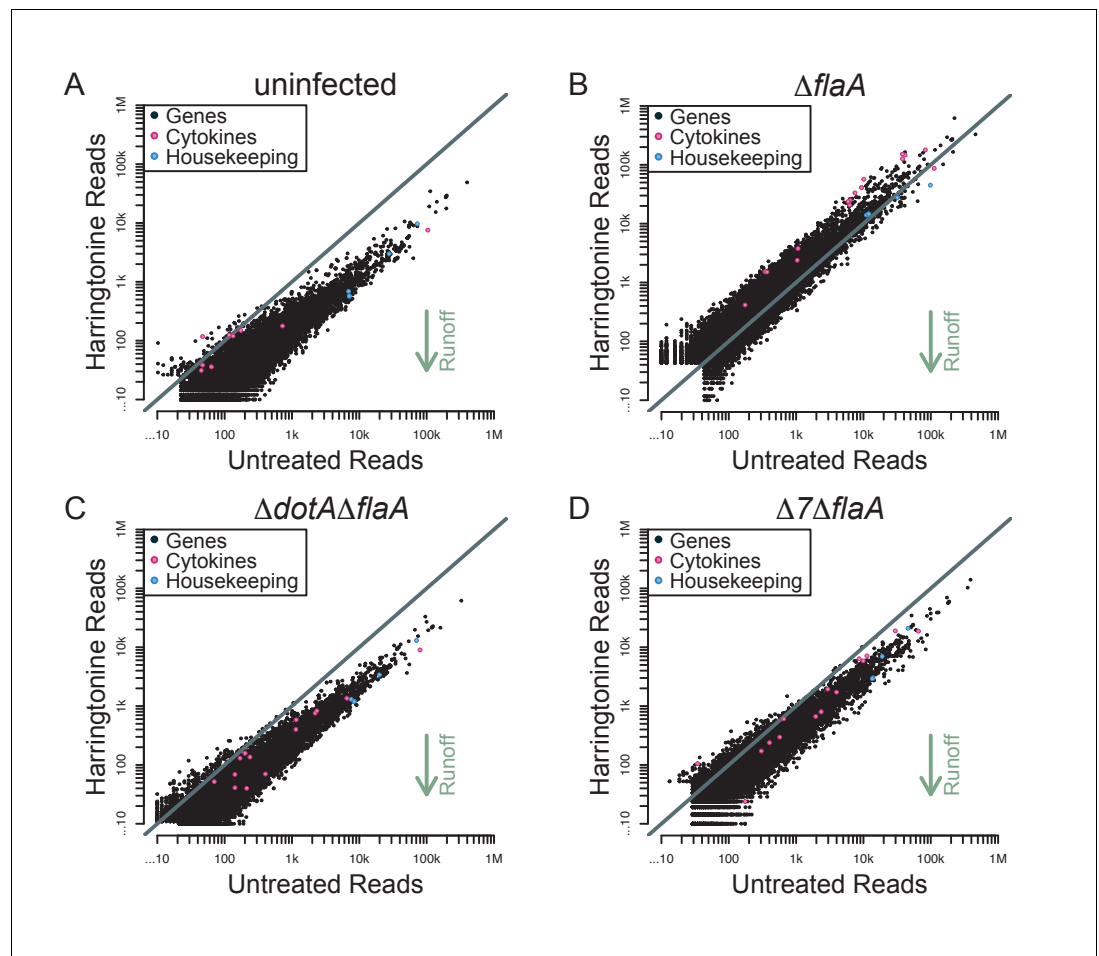 A
uninfected
Genes
Cytokines
Housekeeping
Harringtonine Reads
1M
100k
10k
1k
100
...10
Runoff
...10 100 1k 10k 100k 1M
Untreated Reads
B
ΔflaA
Genes
Cytokines
Housekeeping
Harringtonine Reads
1M
100k
10k
1k
100
...10
Runoff
...10 100 1k 10k 100k 1M
Untreated Reads
C
ΔdotAΔflaA
Genes
Cytokines
Housekeeping
Harringtonine Reads
1M
100k
10k
1k
100
...10
Runoff
...10 100 1k 10k 100k 1M
Untreated Reads
D
Δ7ΔflaA
Genes
Cytokines
Housekeeping
Harringtonine Reads
1M
100k
10k
1k
100
...10
Runoff
...10 100 1k 10k 100k 1M
Untreated Reads